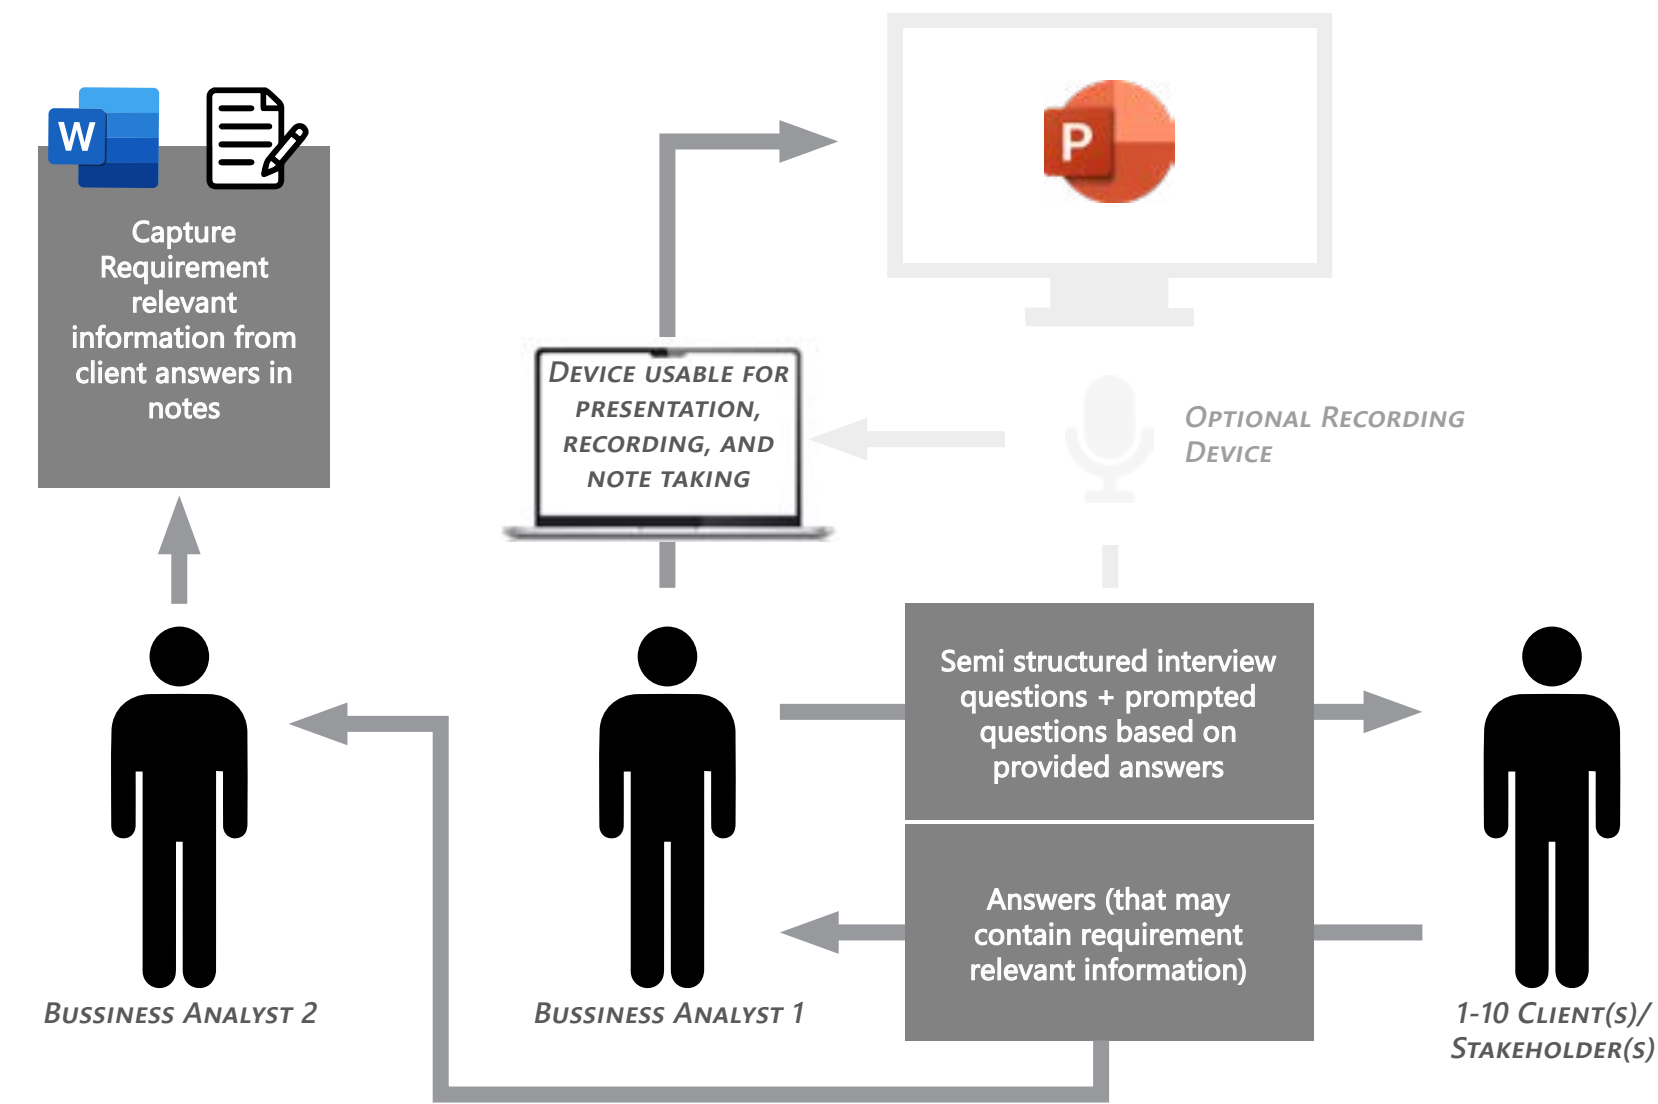 W
Capture
Requirement
relevant
information from
client answers in
notes
P
Device usable for
presentation,
recording, and
note taking
Optional Recording
Device
Semi structured interview
questions + prompted
questions based on
provided answers
Answers (that may
contain requirement
relevant information)
Bussiness Analyst 2
Bussiness Analyst 1
1-10 Client(s)/
Stakeholder(s)